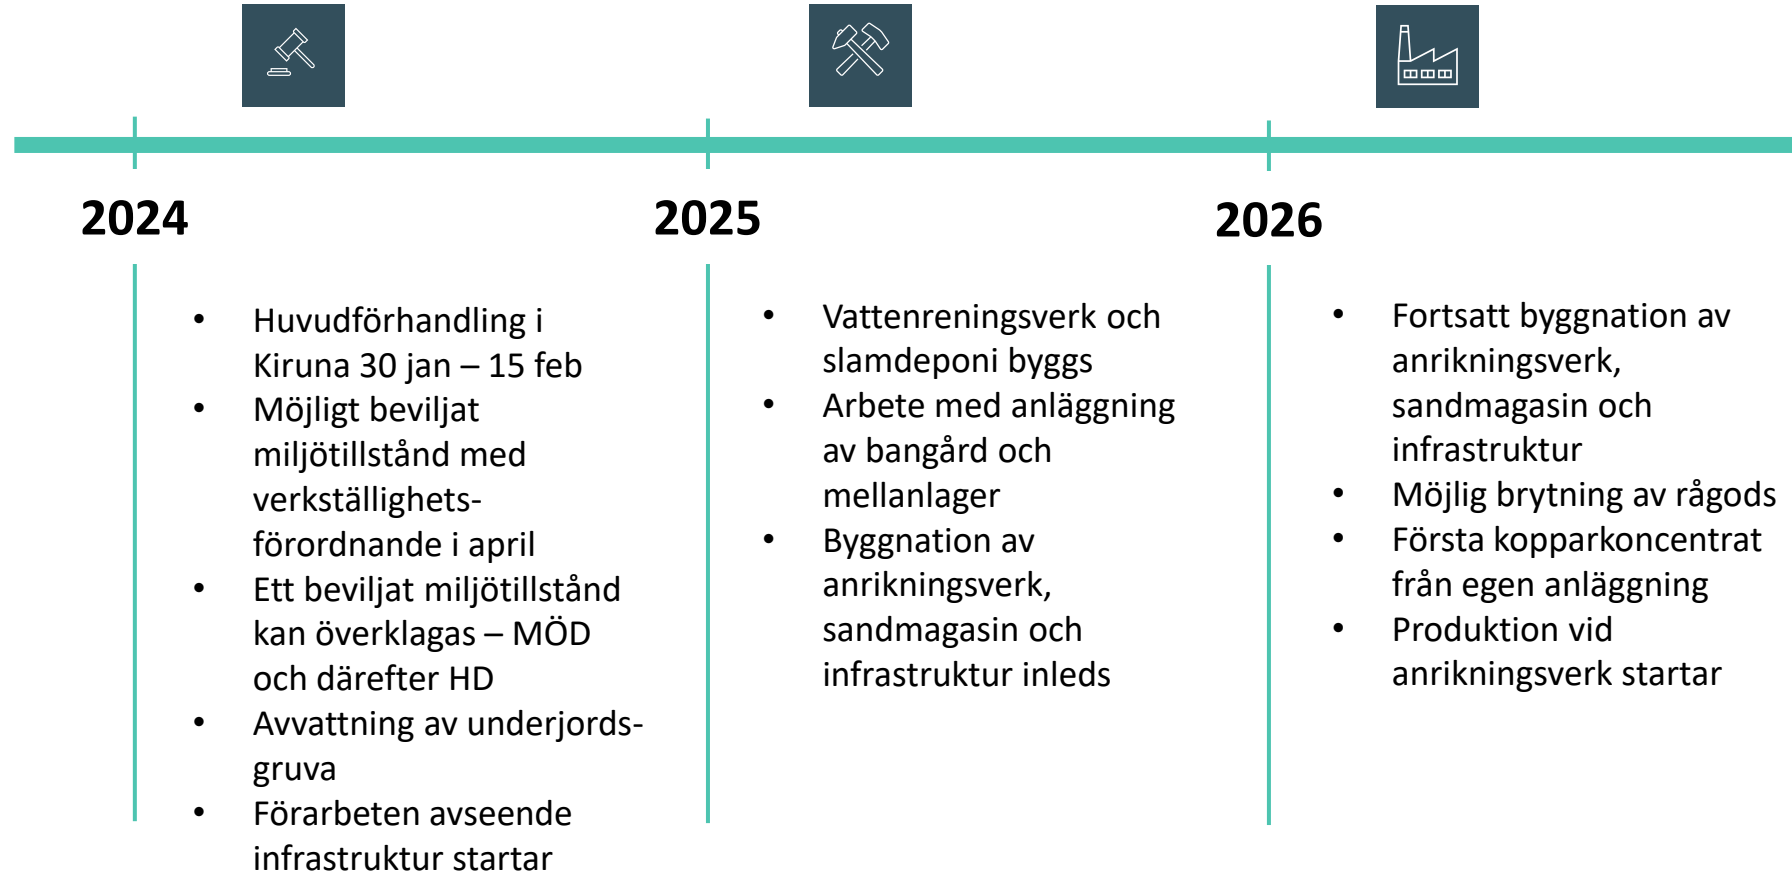 2024
• Huvudförhandling i
Kiruna 30 jan – 15 feb
• Möjligt beviljat
miljötillstånd med
verkställighets-
förordnande i april
• Ett beviljat miljötillstånd
kan överklagas – MÖD
och därefter HD
• Avvattning av underjords-
gruva
• Förarbeten avseende
infrastruktur startar
2025
• Vattenreningsverk och
slamdeponi byggs
• Arbete med anläggning
av bangård och
mellanlager
• Byggnation av
anrikningsverk,
sandmagasin och
infrastruktur inleds
2026
• Fortsatt byggnation av
anrikningsverk,
sandmagasin och
infrastruktur
• Möjlig brytning av rågods
• Första kopparkoncentrat
från egen anläggning
• Produktion vid
anrikningsverk startar